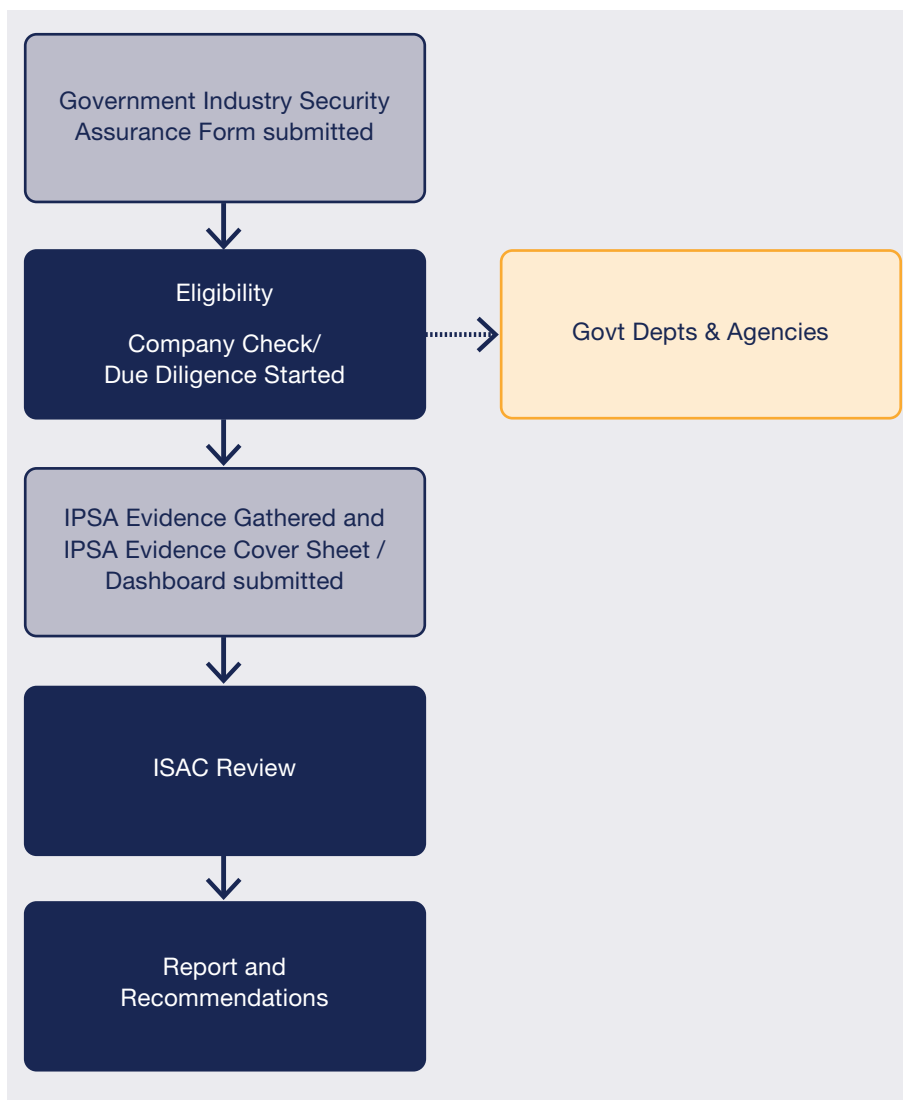 Government Industry Security
Assurance Form submitted
Eligibility
Company Check/
Due Diligence Started
Govt Depts & Agencies
IPSA Evidence Gathered and
IPSA Evidence Cover Sheet /
Dashboard submitted
ISAC Review
Report and
Recommendations